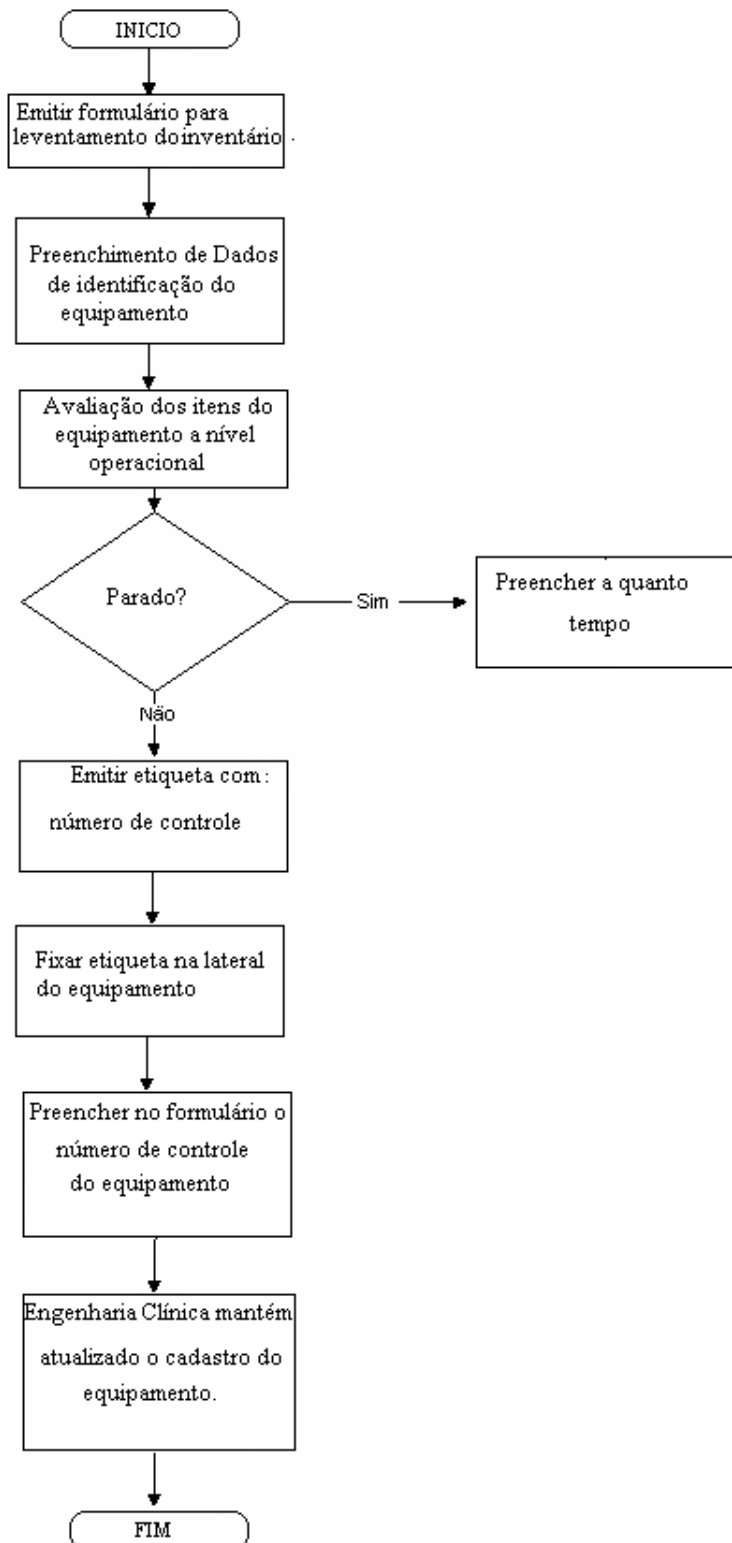 INICIO
Emitir formulário para
leventamento do inventário .
Preenchimento de Dados
de identificação do
equipamento
Avaliação dos itens do
equipamento a nível
operacional
Parado?
Sim
Preencher a quanto
tempo
Não
Emitir etiqueta com :
número de controle
Fixar etiqueta na lateral
do equipamento
Preencher no formulário o
número de controle
do equipamento
Engenharia Clínica mantém
atualizado o cadastro do
equipamento.
FIM